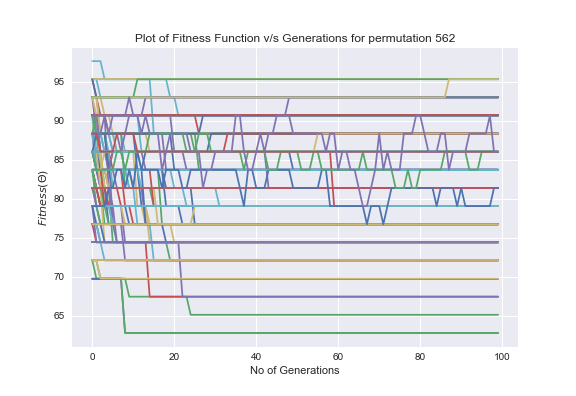 Plot of Fitness Function v/s Generations for permutation 562
Fitness(Θ)
95
90
85
80
75
70
65
0 20 40 60 80 100
No of Generations